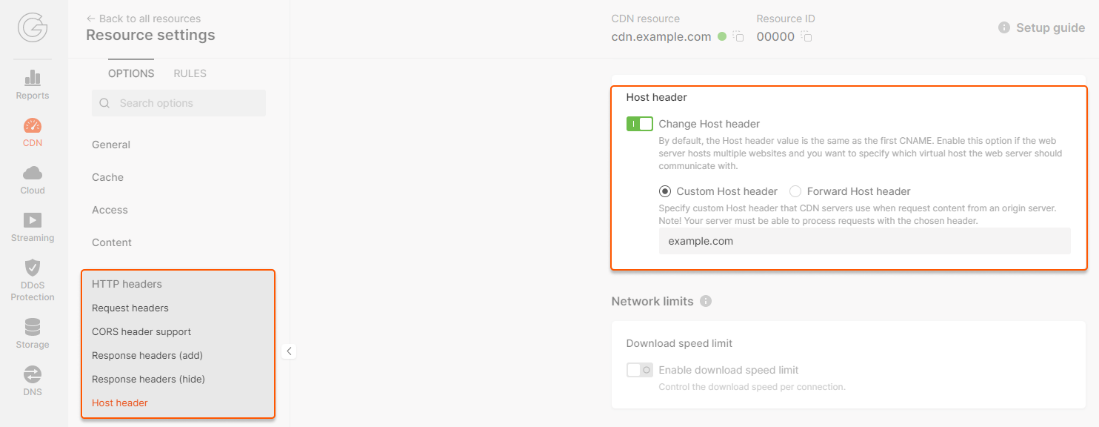 Reports
CDN
Cloud
Streaming
DDoS
Protection
Storage
DNS
← Back to all resources
Resource settings
OPTIONS
RULES
Search options
General
Cache
Access
Content
HTTP headers
Request headers
CORS header support
Response headers (add)
Response headers (hide)
Host header
CDN resource
cdn.example.com
Resource ID
00000
Setup guide
Host header
Change Host header
By default, the Host header value is the same as the first CNAME. Enable this option if the web
server hosts multiple websites and you want to specify which virtual host the web server should
communicate with.
Custom Host header
Forward Host header
Specify custom Host header that CDN servers use when request content from an origin server.
Note! Your server must be able to process requests with the chosen header.
example.com
Network limits
Download speed limit
Enable download speed limit
Control the download speed per connection.